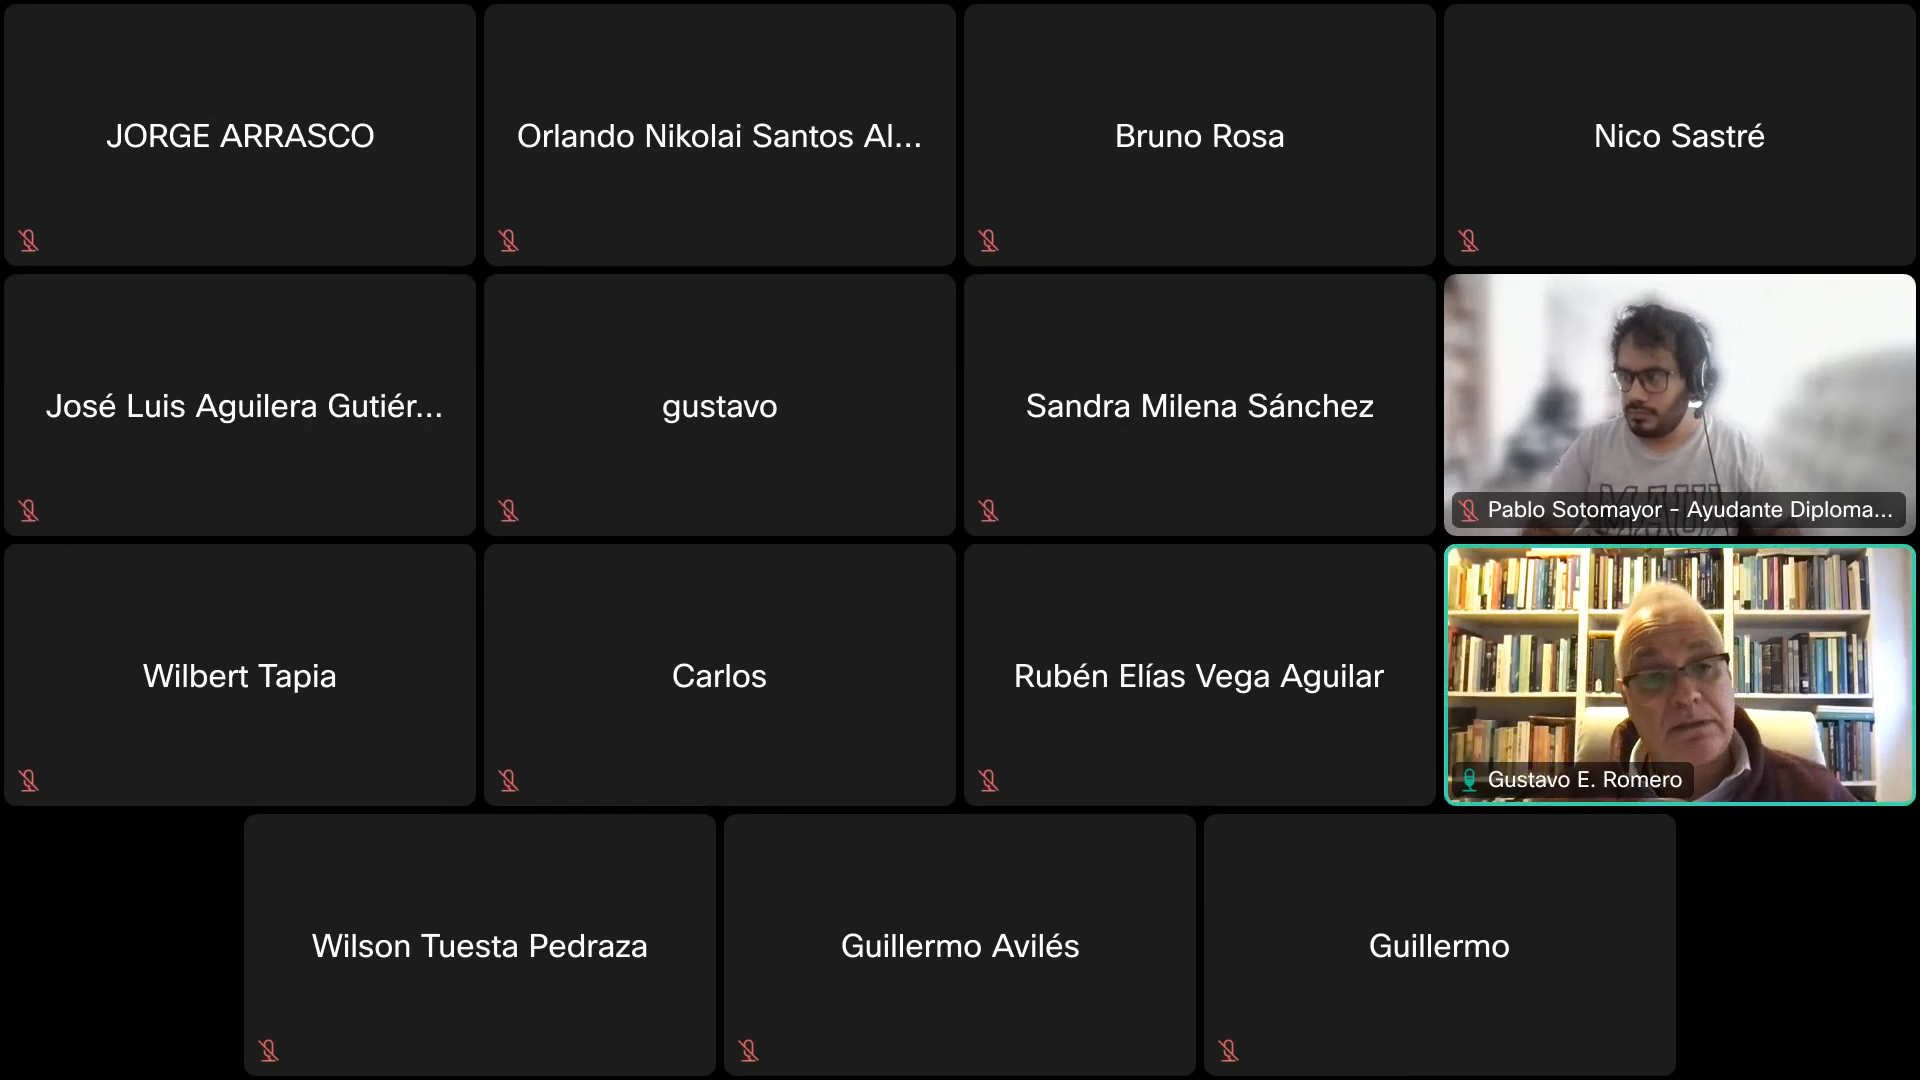 JORGE ARRASCO
Orlando Nikolai Santos Al...
Bruno Rosa
Nico Sastré
José Luis Aguilera Gutiér...
gustavo
Sandra Milena Sánchez
MAUI
Pablo Sotomayor - Ayudante Diploma...
Wilbert Tapia
Carlos
Rubén Elías Vega Aguilar
Gustavo E. Romero
Wilson Tuesta Pedraza
Guillermo Avilés
Guillermo